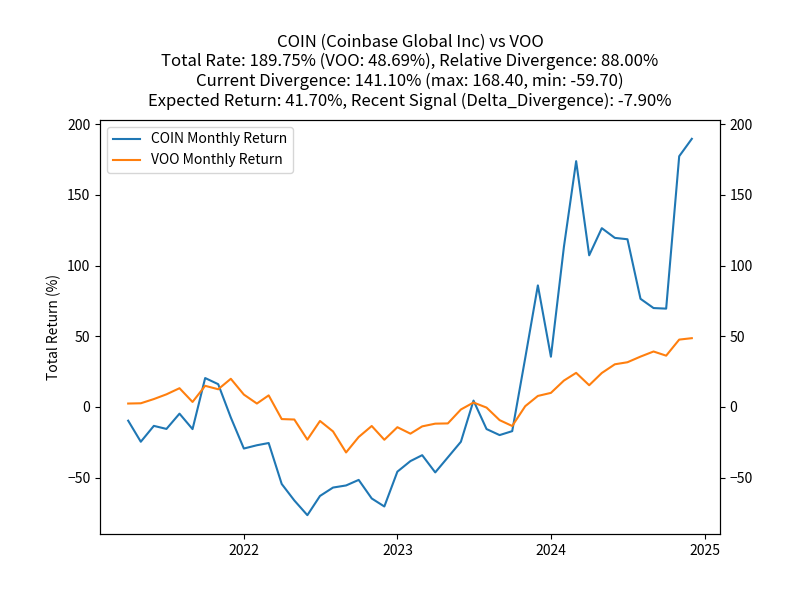 COIN (Coinbase Global Inc) vs VOO
Total Rate: 189.75% (VOO: 48.69%), Relative Divergence: 88.00%
Current Divergence: 141.10% (max: 168.40, min: -59.70)
Expected Return: 41.70%, Recent Signal (Delta_Divergence): -7.90%
COIN Monthly Return
VOO Monthly Return
Total Return (%)
200
150
100
50
0
−50
200
150
100
50
0
−50
2022
2023
2024
2025